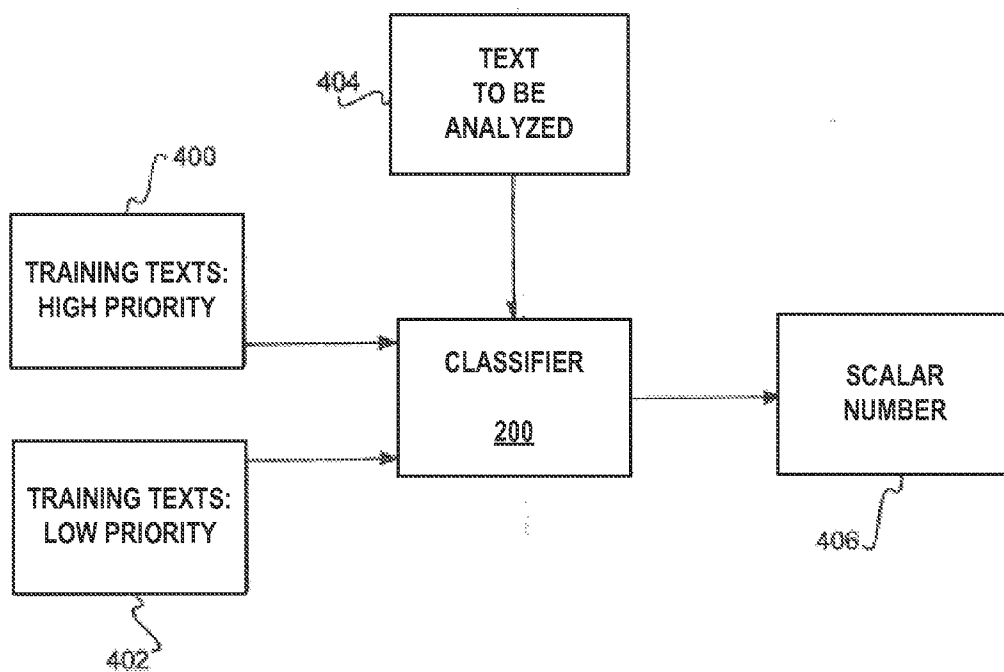 404
TEXT
TO BE
ANALYZED
400
TRAINING TEXTS:
HIGH PRIORITY
CLASSIFIER
200
SCALAR
NUMBER
406
TRAINING TEXTS:
LOW PRIORITY
402